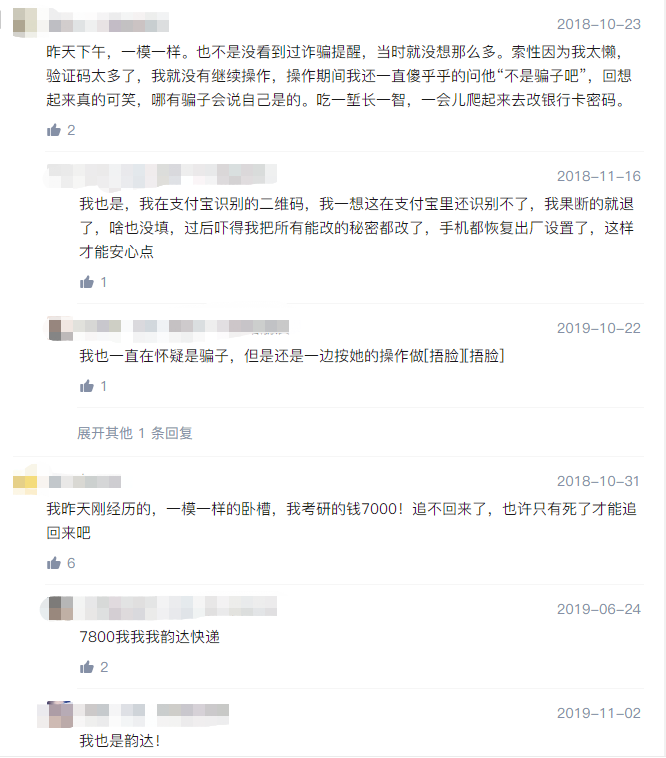 2018-10-23
昨天下午，一模一样。也不是没看到过诈骗提醒，当时就没想那么多。索性因为我太懒，
验证码太多了，我就没有继续操作，操作期间我还一直傻乎乎的问他“不是骗子吧”，回想
起来真的可笑，哪有骗子会说自己是的。吃一堑长一智，一会儿爬起来去改银行卡密码。
2
2018-11-16
我也是，我在支付宝识别的二维码，我一想这在支付宝里还识别不了，我果断的就退
了，啥也没填，过后吓得我把所有能改的秘密都改了，手机都恢复出厂设置了，这样
才能安心点
1
2019-10-22
我也一直在怀疑是骗子，但是还是一边按她的操作做[捂脸][捂脸]
1
展开其他 1 条回复
2018-10-31
我昨天刚经历的，一模一样的卧槽，我考研的钱7000！追不回来了，也许只有死了才能追
回来吧
6
2019-06-24
7800我我我韵达快递
2
2019-11-02
我也是韵达！